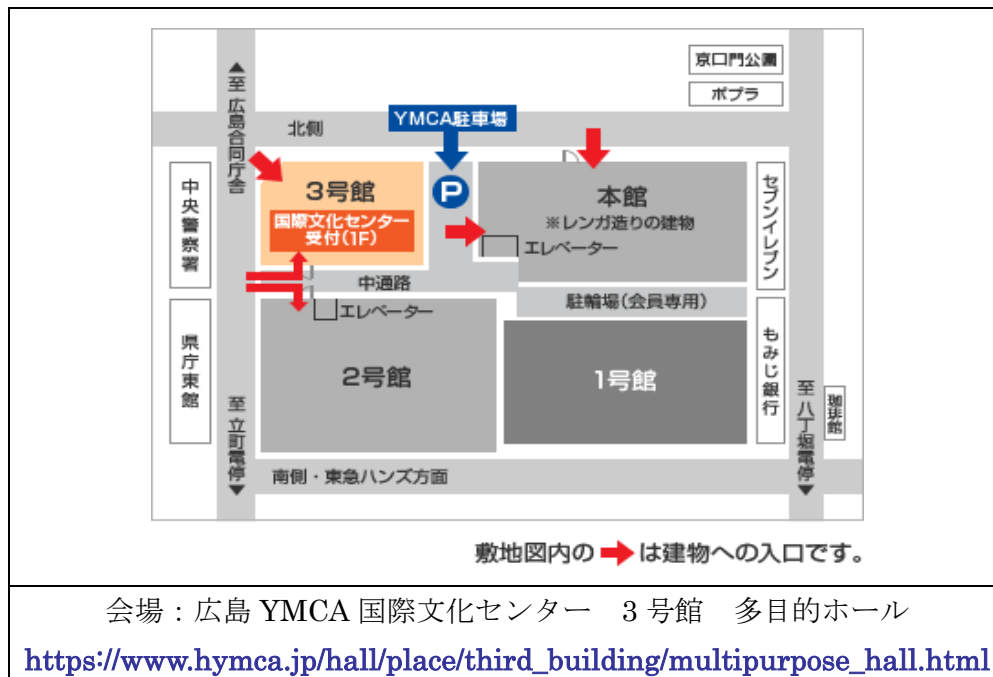 京口門公園
ポプラ
▲至 広島合同庁舎
北側
YMCA駐車場
P
中央警察署
3号館
国際文化センター
受付(1F)
本館
※レンガ造りの建物
エレベーター
セブンイレブン
中通路
駐輪場(会員専用)
エレベーター
県庁東館
2号館
1号館
もみじ銀行
至 立町電停▼
至 八丁堀電停▼
珈琲館
南側・東急ハンズ方面
敷地図内の➡は建物への入口です。
会場:広島 YMCA 国際文化センター 3 号館 多目的ホール
https://www.hymca.jp/hall/place/third_building/multipurpose_hall.html